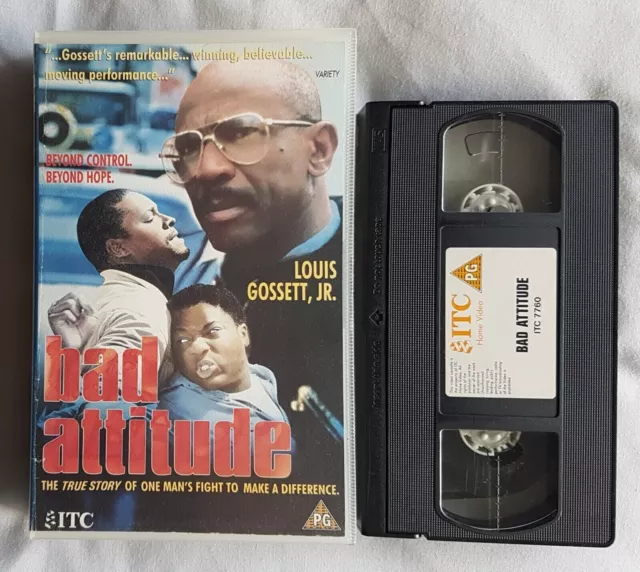 "...Gossett's remarkable... winning, believable...
moving performance..."
VARIETY
BEYOND CONTROL.
BEYOND HOPE.
LOUIS
GOSSETT, JR.
bad
attitude
THE TRUE STORY OF ONE MAN'S FIGHT TO MAKE A DIFFERENCE.
ITC
PG
ITC
Home Video
PG
BAD ATTITUDE
ITC 7760